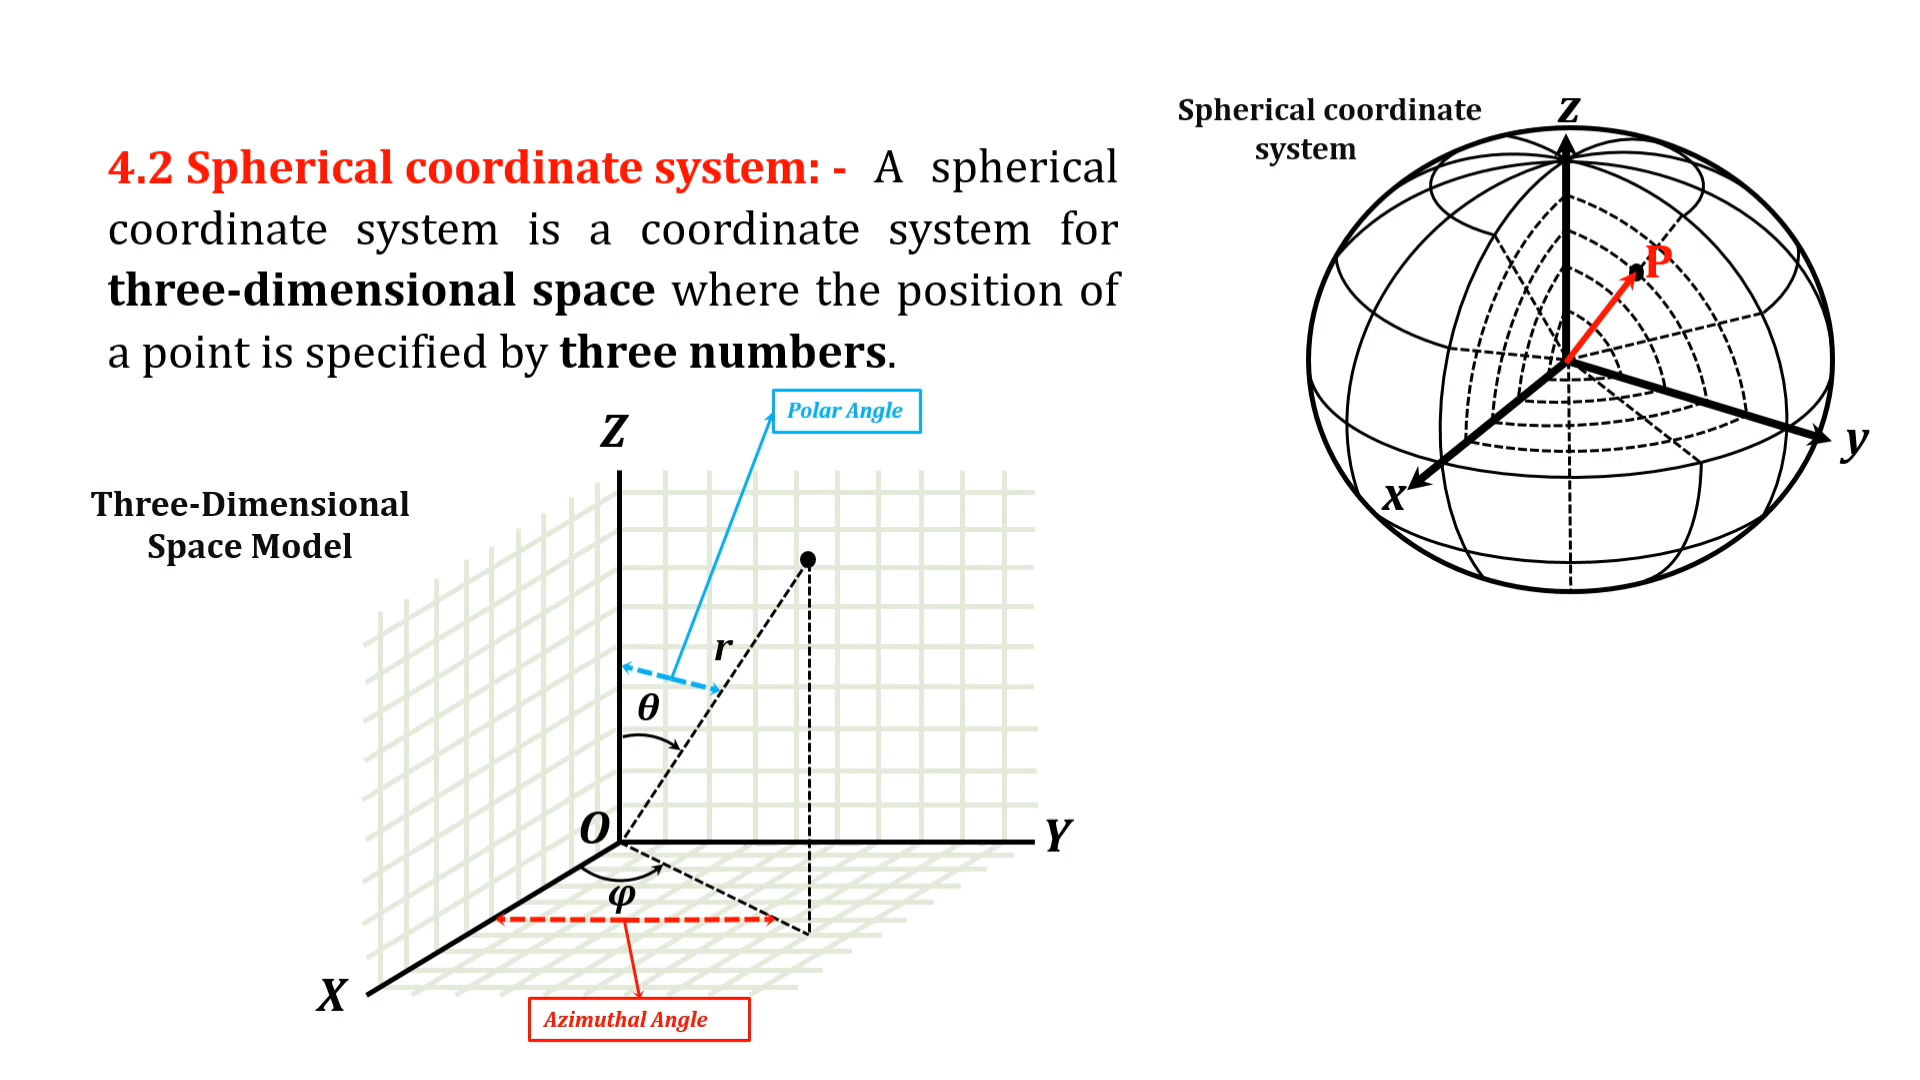 Spherical coordinate
system
4.2 Spherical coordinate system: - A spherical
coordinate system is a coordinate system for
three-dimensional space where the position of
a point is specified by three numbers.
Z
P
y
x
Polar Angle
Z
Three-Dimensional
Space Model
r
θ
O
Y
φ
X
Azimuthal Angle